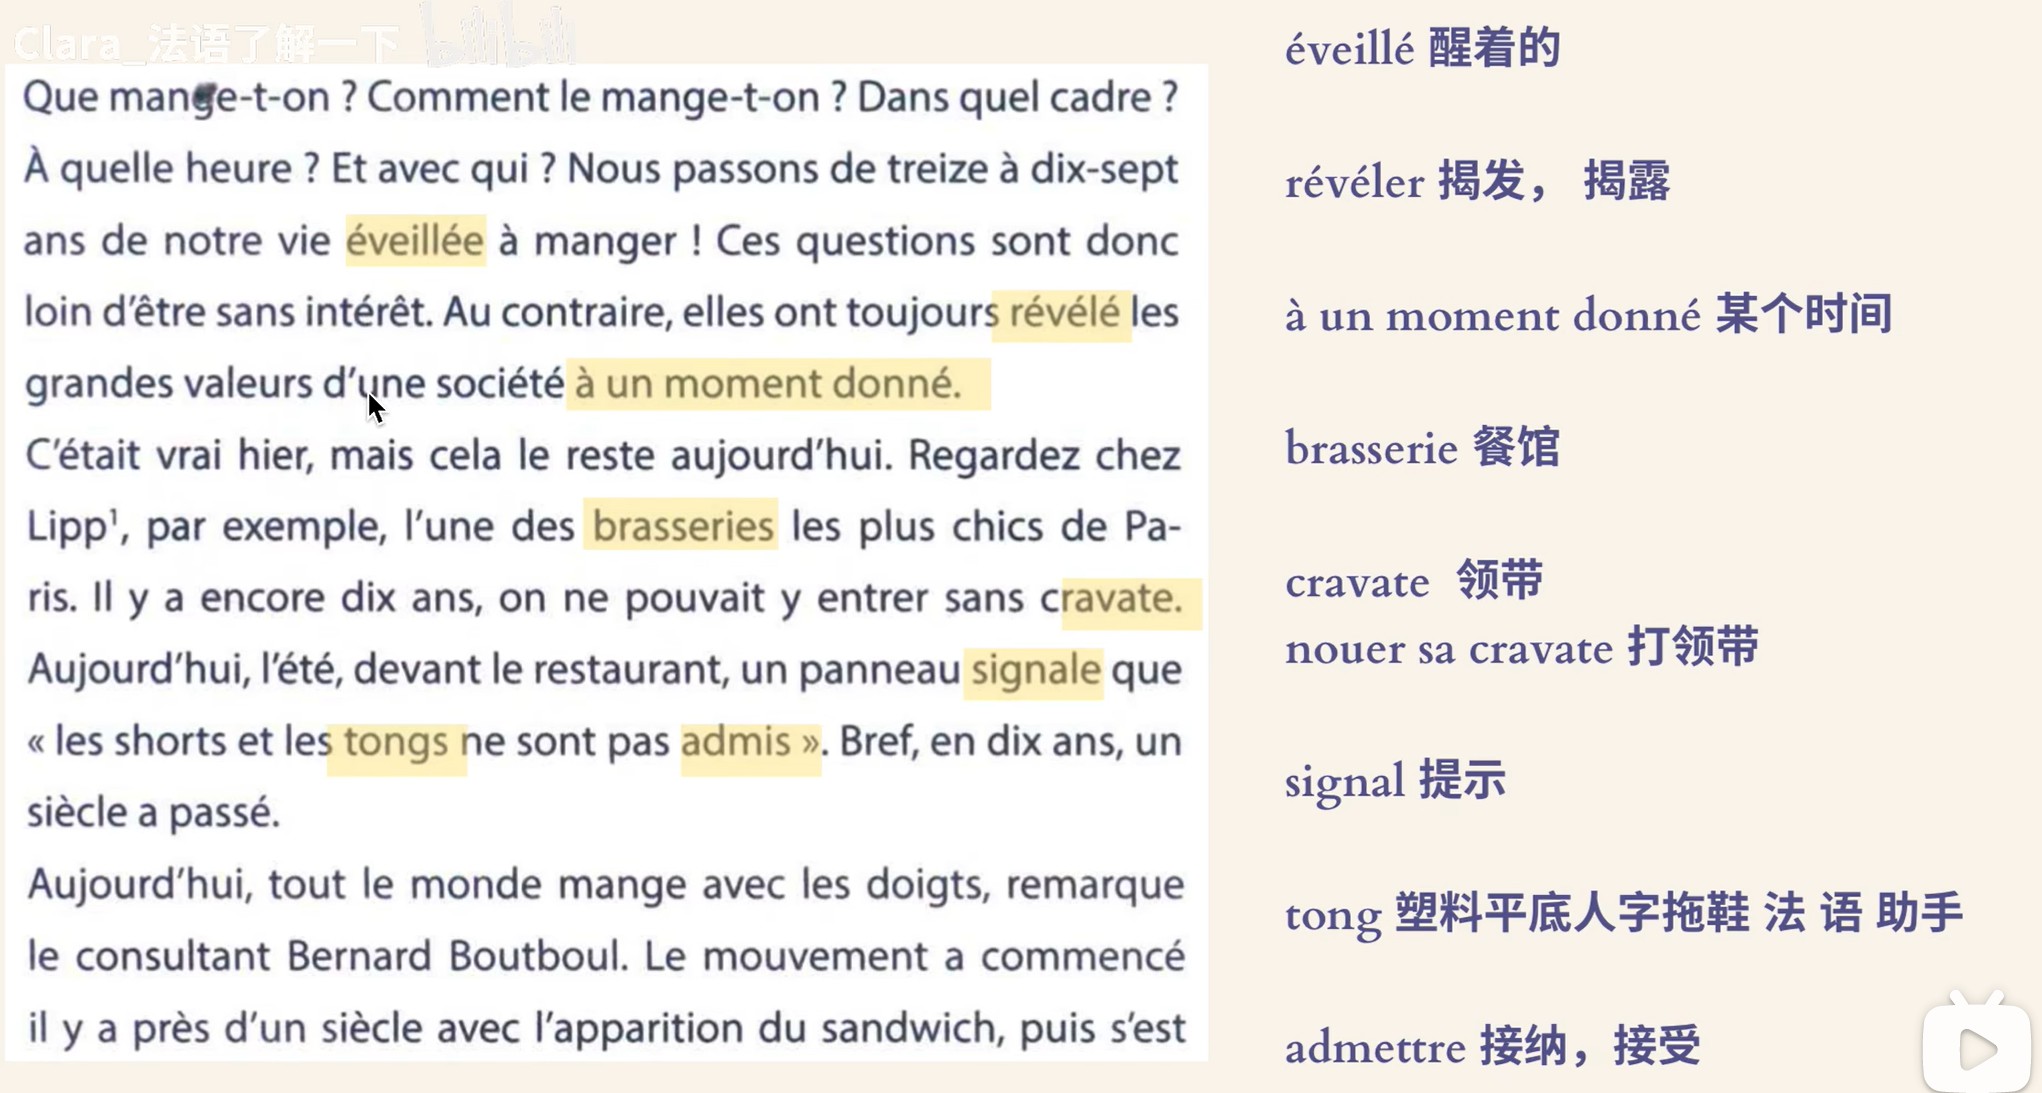 Clara_法语了解一下 bilibili
Que mange-t-on ? Comment le mange-t-on ? Dans quel cadre ?
À quelle heure ? Et avec qui ? Nous passons de treize à dix-sept
ans de notre vie éveillée à manger ! Ces questions sont donc
loin d’être sans intérêt. Au contraire, elles ont toujours révélé les
grandes valeurs d’une société à un moment donné.
C’était vrai hier, mais cela le reste aujourd’hui. Regardez chez
Lipp¹, par exemple, l’une des brasseries les plus chics de Pa-
ris. Il y a encore dix ans, on ne pouvait y entrer sans cravate.
Aujourd’hui, l’été, devant le restaurant, un panneau signale que
« les shorts et les tongs ne sont pas admis ». Bref, en dix ans, un
siècle a passé.
Aujourd’hui, tout le monde mange avec les doigts, remarque
le consultant Bernard Boutboul. Le mouvement a commencé
il y a près d’un siècle avec l’apparition du sandwich, puis s’est
éveillé 醒着的
révéler 揭发， 揭露
à un moment donné 某个时间
brasserie 餐馆
cravate 领带
nouer sa cravate 打领带
signal 提示
tong 塑料平底人字拖鞋 法 语 助手
admettre 接纳，接受